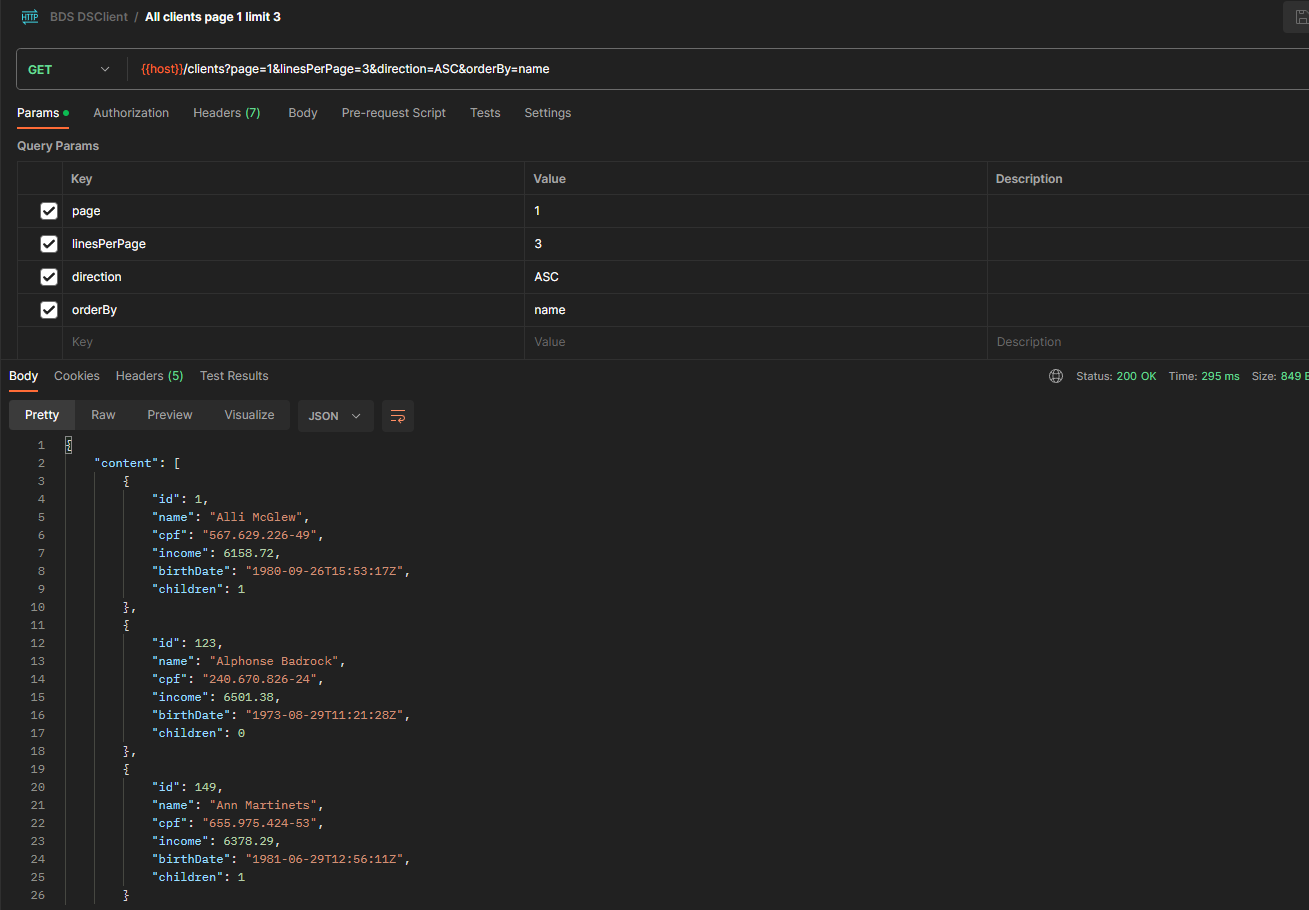 HTTP BDS DSClient / All clients page 1 limit 3
GET {{host}}/clients?page=1&linesPerPage=3&direction=ASC&orderBy=name
Params Authorization Headers (7) Body Pre-request Script Tests Settings
Query Params
Key Value Description
page 1
linesPerPage 3
direction ASC
orderBy name
Key Value Description
Body Cookies Headers (5) Test Results Status: 200 OK Time: 295 ms Size: 849
Pretty Raw Preview Visualize JSON
1 {
2 "content": [
3 {
4 "id": 1,
5 "name": "Alli McGlew",
6 "cpf": "567.629.226-49",
7 "income": 6158.72,
8 "birthDate": "1980-09-26T15:53:17Z",
9 "children": 1
10 },
11 {
12 "id": 123,
13 "name": "Alphonse Badrock",
14 "cpf": "240.670.826-24",
15 "income": 6501.38,
16 "birthDate": "1973-08-29T11:21:28Z",
17 "children": 0
18 },
19 {
20 "id": 149,
21 "name": "Ann Martinets",
22 "cpf": "655.975.424-53",
23 "income": 6378.29,
24 "birthDate": "1981-06-29T12:56:11Z",
25 "children": 1
26 }